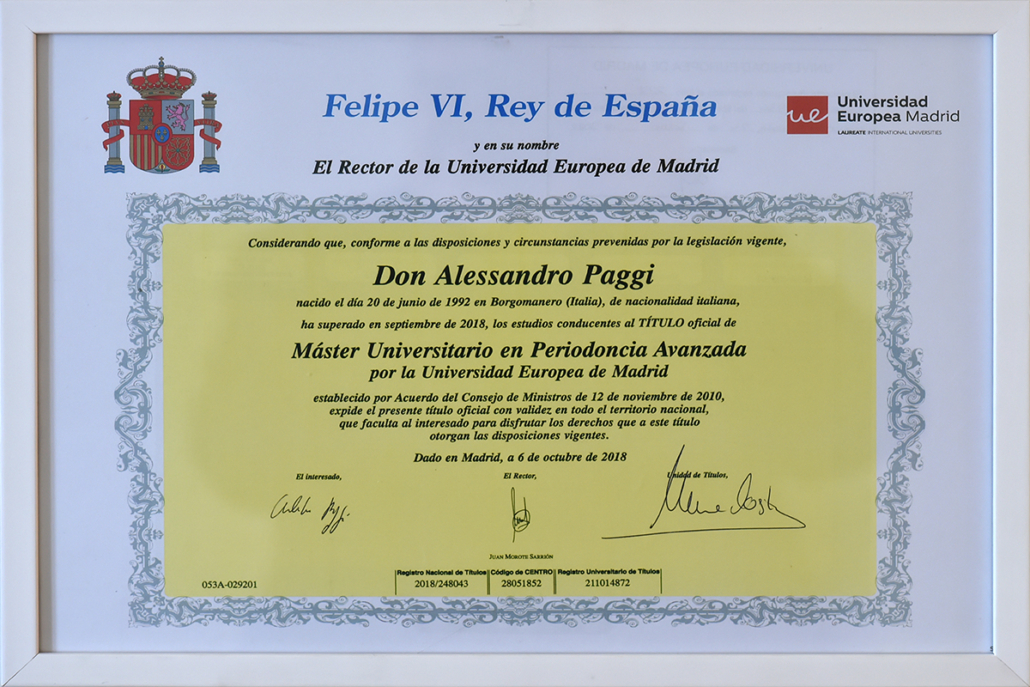 Felipe VI, Rey de España
Universidad
Europea Madrid
LAUREATE INTERNATIONAL UNIVERSITIES
y en su nombre
El Rector de la Universidad Europea de Madrid
Considerando que, conforme a las disposiciones y circunstancias prevenidas por la legislación vigente,
Don Alessandro Paggi
nacido el día 20 de junio de 1992 en Borgomanero (Italia), de nacionalidad italiana,
ha superado en septiembre de 2018, los estudios conducentes al TÍTULO oficial de
Máster Universitario en Periodoncia Avanzada
por la Universidad Europea de Madrid
establecido por Acuerdo del Consejo de Ministros de 12 de noviembre de 2010,
expide el presente título oficial con validez en todo el territorio nacional,
que faculta al interesado para disfrutar los derechos que a este título
otorgan las disposiciones vigentes.
Dado en Madrid, a 6 de octubre de 2018
El interesado, El Rector, Unidad de Títulos,
JUAN MOROTE SARRIÓN
Registro Nacional de Títulos Código de CENTRO Registro Universitario de Títulos
053A-029201 2018/248043 28051852 211014872